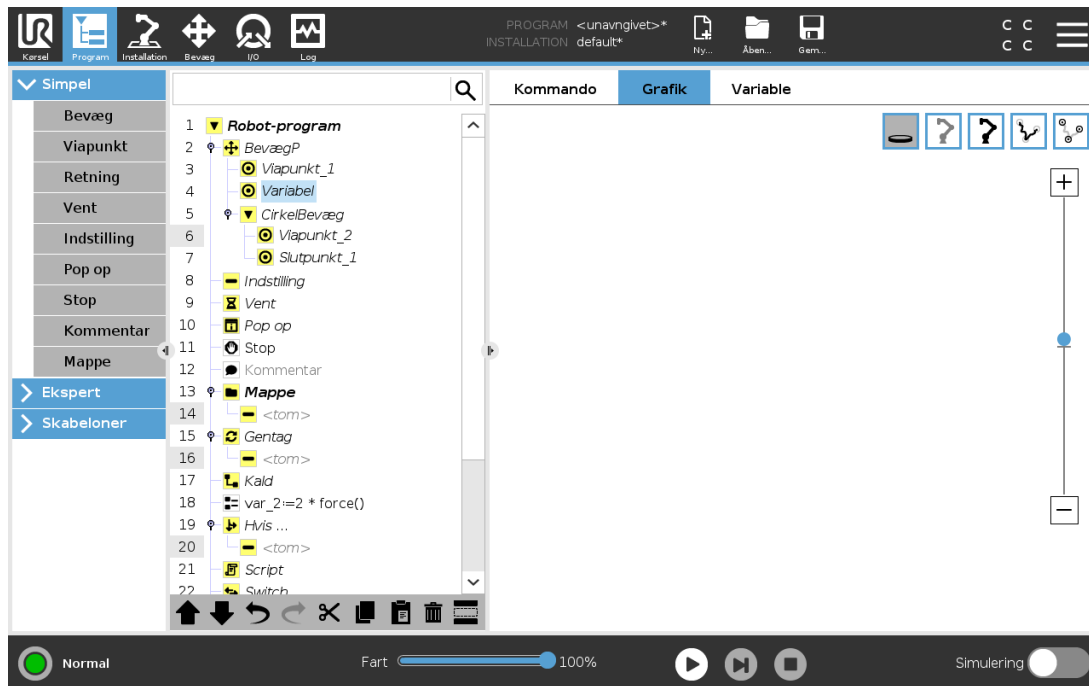 UR
PROGRAM <unavngivet>*
INSTALLATION default*
Kørsel
Program
Installation
Bevæg
I/O
Log
Ny...
Åben...
Gem...
C C
C C
Simpel
Bevæg
Viapunkt
Retning
Vent
Indstilling
Pop op
Stop
Kommentar
Mappe
Ekspert
Skabeloner
1 Robot-program
2 BevægP
3 Viapunkt_1
4 Variabel
5 CirkelBevæg
6 Viapunkt_2
7 Slutpunkt_1
8 Indstilling
9 Vent
10 Pop op
11 Stop
12 Kommentar
13 Mappe
14 <tom>
15 Gentag
16 <tom>
17 Kald
18 var_2:=2 * force()
19 Hvis ...
20 <tom>
21 Script
22 Switch
Kommando
Grafik
Variable
Normal
Fart
100%
Simulering